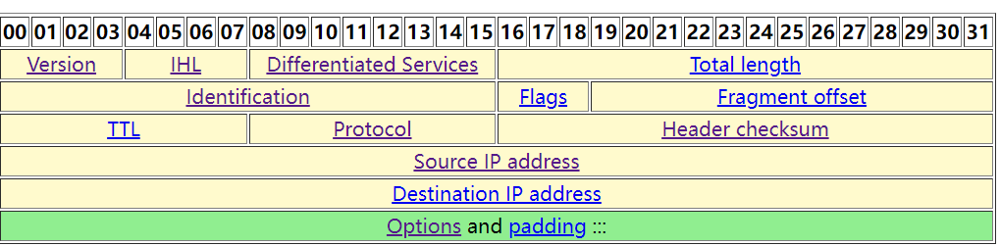 00 01 02 03 04 05 06 07 08 09 10 11 12 13 14 15 16 17 18 19 20 21 22 23 24 25 26 27 28 29 30 31
Version IHL Differentiated Services Total length
Identification Flags Fragment offset
TTL Protocol Header checksum
Source IP address
Destination IP address
Options and padding :::